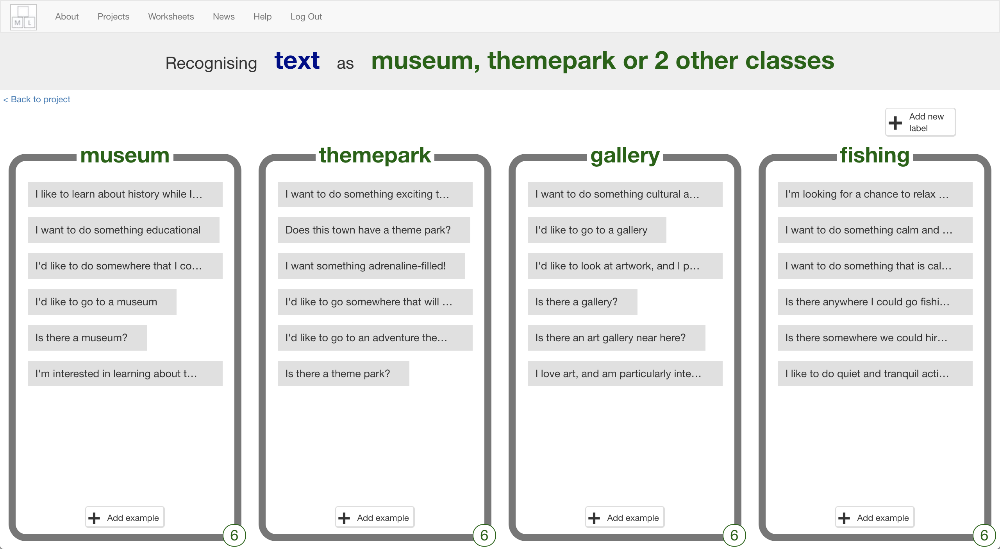 M L
About Projects Worksheets News Help Log Out
Recognising text as museum, themepark or 2 other classes
< Back to project
Add new
label
museum
I like to learn about history while I...
I want to do something educational
I'd like to do somewhere that I co...
I'd like to go to a museum
Is there a museum?
I'm interested in learning about t...
Add example
6
themepark
I want to do something exciting t...
Does this town have a theme park?
I want something adrenaline-filled!
I'd like to go somewhere that will ...
I'd like to go to an adventure the...
Is there a theme park?
Add example
6
gallery
I want to do something cultural a...
I'd like to go to a gallery
I'd like to look at artwork, and I p...
Is there a gallery?
Is there an art gallery near here?
I love art, and am particularly inte...
Add example
6
fishing
I'm looking for a chance to relax ...
I want to do something calm and ...
I want to do something that is cal...
Is there anywhere I could go fishi...
Is there somewhere we could hir...
I like to do quiet and tranquil acti...
Add example
6